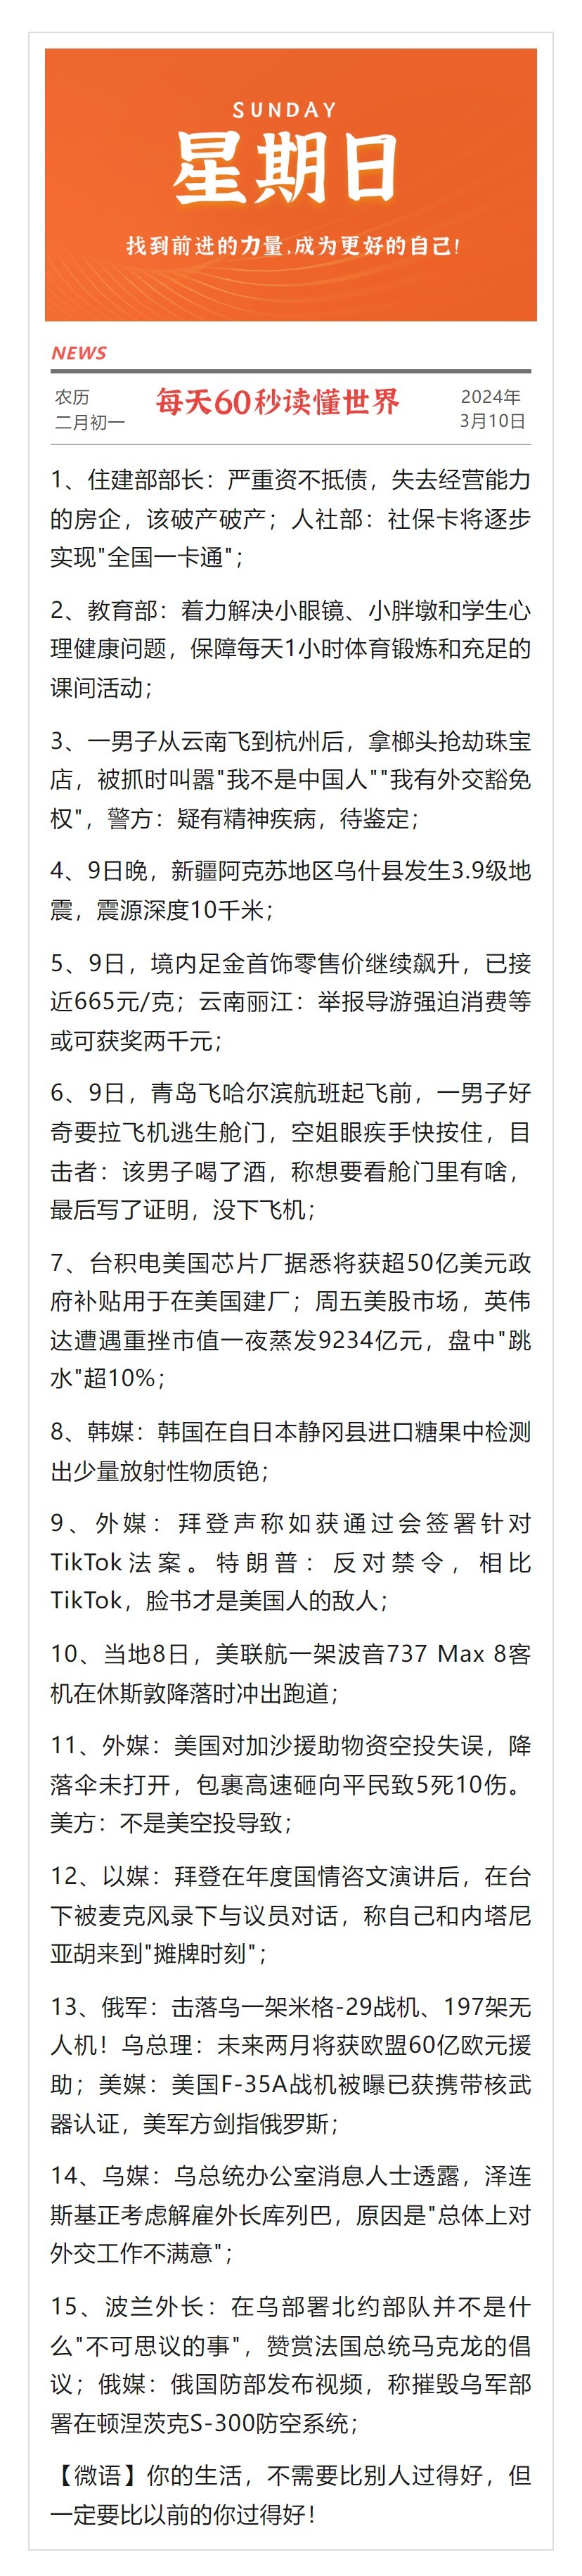 SUNDAY
星期日
找到前进的力量,成为更好的自己!
NEWS
农历
二月初一
每天60秒读懂世界
2024年
3月10日
1、住建部部长：严重资不抵债，失去经营能力
的房企，该破产破产；人社部：社保卡将逐步
实现"全国一卡通"；
2、教育部：着力解决小眼镜、小胖墩和学生心
理健康问题，保障每天1小时体育锻炼和充足的
课间活动；
3、一男子从云南飞到杭州后，拿榔头抢劫珠宝
店，被抓时叫嚣"我不是中国人""我有外交豁免
权"，警方：疑有精神疾病，待鉴定；
4、9日晚，新疆阿克苏地区乌什县发生3.9级地
震，震源深度10千米；
5、9日，境内足金首饰零售价继续飙升，已接
近665元/克；云南丽江：举报导游强迫消费等
或可获奖两千元；
6、9日，青岛飞哈尔滨航班起飞前，一男子好
奇要拉飞机逃生舱门，空姐眼疾手快按住，目
击者：该男子喝了酒，称想要看舱门里有啥，
最后写了证明，没下飞机；
7、台积电美国芯片厂据悉将获超50亿美元政
府补贴用于在美国建厂；周五美股市场，英伟
达遭遇重挫市值一夜蒸发9234亿元，盘中"跳
水"超10%；
8、韩媒：韩国在自日本静冈县进口糖果中检测
出少量放射性物质铯；
9、外媒：拜登声称如获通过会签署针对
TikTok法案。特朗普：反对禁令，相比
TikTok，脸书才是美国人的敌人；
10、当地8日，美联航一架波音737 Max 8客
机在休斯敦降落时冲出跑道；
11、外媒：美国对加沙援助物资空投失误，降
落伞未打开，包裹高速砸向平民致5死10伤。
美方：不是美空投导致；
12、以媒：拜登在年度国情咨文演讲后，在台
下被麦克风录下与议员对话，称自己和内塔尼
亚胡来到"摊牌时刻"；
13、俄军：击落乌一架米格-29战机、197架无
人机！乌总理：未来两月将获欧盟60亿欧元援
助；美媒：美国F-35A战机被曝已获携带核武
器认证，美军方剑指俄罗斯；
14、乌媒：乌总统办公室消息人士透露，泽连
斯基正考虑解雇外长库列巴，原因是"总体上对
外交工作不满意"；
15、波兰外长：在乌部署北约部队并不是什
么"不可思议的事"，赞赏法国总统马克龙的倡
议；俄媒：俄国防部发布视频，称摧毁乌军部
署在顿涅茨克S-300防空系统；
【微语】你的生活，不需要比别人过得好，但
一定要比以前的你过得好！